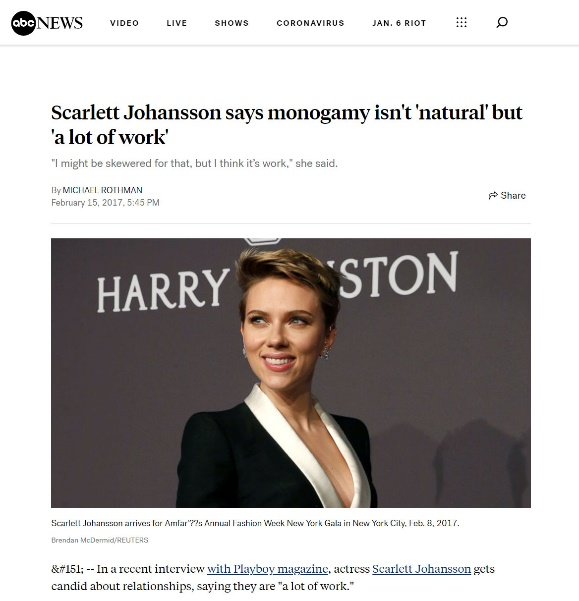 abc NEWS VIDEO LIVE SHOWS CORONAVIRUS JAN. 6 RIOT
Scarlett Johansson says monogamy isn't 'natural' but
'a lot of work'
"I might be skewered for that, but I think it's work," she said.
By MICHAEL ROTHMAN
February 15, 2017, 5:45 PM
Share
HARRY WINSTON
Scarlett Johansson arrives for Amfar"??s Annual Fashion Week New York Gala in New York City, Feb. 8, 2017.
Brendan McDermid/REUTERS
&#151; -- In a recent interview with Playboy magazine, actress Scarlett Johansson gets
candid about relationships, saying they are "a lot of work."